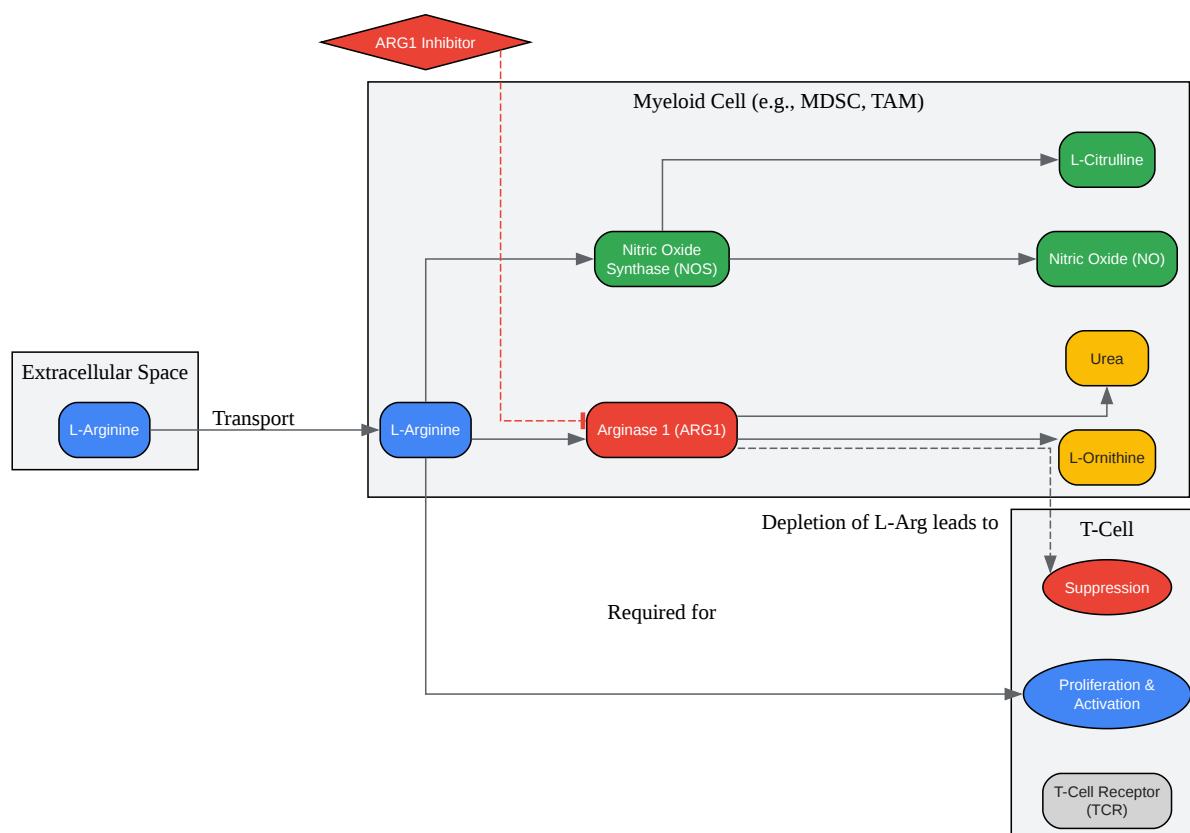 ARG1 Inhibitor
Myeloid Cell (e.g., MDSC, TAM)
L-Citrulline
Nitric Oxide
Synthase (NOS)
Nitric Oxide (NO)
Urea
Extracellular Space
L-Arginine
Transport
L-Arginine
Arginase 1 (ARG1)
L-Ornithine
Depletion of L-Arg leads to
T-Cell
Suppression
Required for
Proliferation &
Activation
T-Cell Receptor
(TCR)